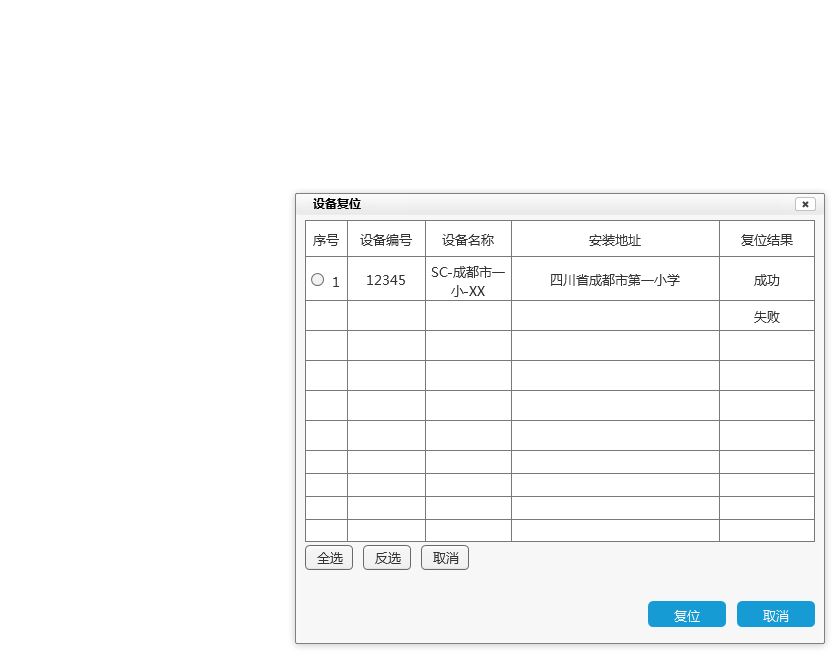 设备复位
序号 设备编号 设备名称 安装地址 复位结果
1 12345 SC-成都市一 四川省成都市第一小学 成功
小-XX
失败
全选 反选 取消
复位 取消